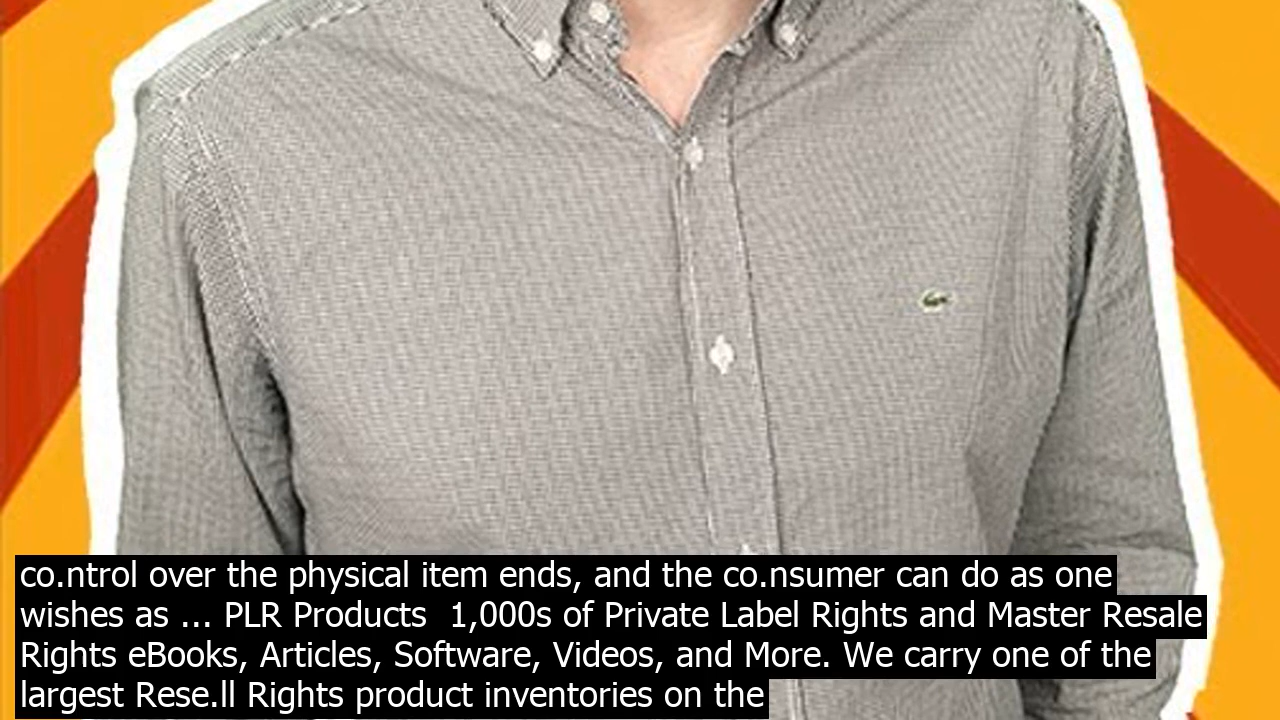 co.ntrol over the physical item ends, and the co.nsumer can do as one
wishes as ... PLR Products  1,000s of Private Label Rights and Master Resale
Rights eBooks, Articles, Software, Videos, and More. We carry one of the
largest Rese.ll Rights product inventories on the